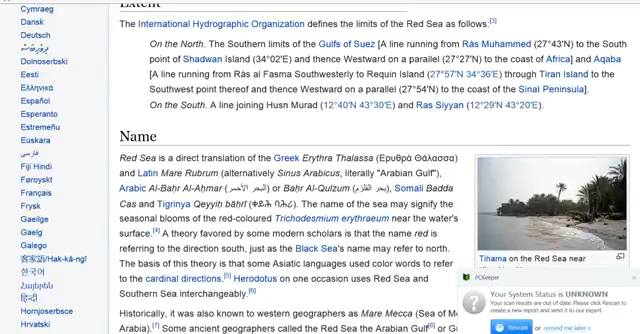 Extent
The International Hydrographic Organization defines the limits of the Red Sea as follows:[3]
On the North. The Southern limits of the Gulfs of Suez [A line running from Ràs Muhammed (27°43'N) to the South
point of Shadwan Island (34°02'E) and thence Westward on a parallel (27°27'N) to the coast of Africa] and Aqaba
[A line running from Ràs al Fasma Southwesterly to Requin Island (27°57′N 34°36′E) through Tiran Island to the
Southwest point thereof and thence Westward on a parallel (27°54'N) to the coast of the Sinaï Peninsula].
On the South. A line joining Husn Murad (12°40′N 43°30′E) and Ras Siyyan (12°29′N 43°20′E).
Name
Red Sea is a direct translation of the Greek Erythra Thalassa (Ερυθρὰ Θάλασσα)
and Latin Mare Rubrum (alternatively Sinus Arabicus, literally "Arabian Gulf"),
Arabic Al-Baḥr Al-Aḥmar (البحر الأحمر) or Baḥr Al-Qulzum (بحر القلزم), Somali Badda
Cas and Tigrinya Qeyyiḥ bāḥrī (ቀይሕ ባሕሪ). The name of the sea may signify the
seasonal blooms of the red-coloured Trichodesmium erythraeum near the water's
surface.[4] A theory favored by some modern scholars is that the name red is
referring to the direction south, just as the Black Sea's name may refer to north.
The basis of this theory is that some Asiatic languages used color words to refer
to the cardinal directions.[5] Herodotus on one occasion uses Red Sea and
Southern Sea interchangeably.[6]
Historically, it was also known to western geographers as Mare Mecca (Sea of M
Arabia).[7] Some ancient geographers called the Red Sea the Arabian Gulf[8] or
Cymraeg
Dansk
Deutsch
ދިވެހިބަސް
Dolnoserbski
Eesti
Ελληνικά
Español
Esperanto
Estremeñu
Euskara
فارسی
Fiji Hindi
Føroyskt
Français
Frysk
Gaeilge
Gaelg
Galego
客家語/Hak-kâ-ngî
한국어
Հայերեն
हिन्दी
Hornjoserbsce
Hrvatski
Tihama on the Red Sea near
PCKeeper
Your System Status is UNKNOWN
Your scan results are out of date. Please click Rescan to
create a new report and send it to our expert.
Rescan or remind me later